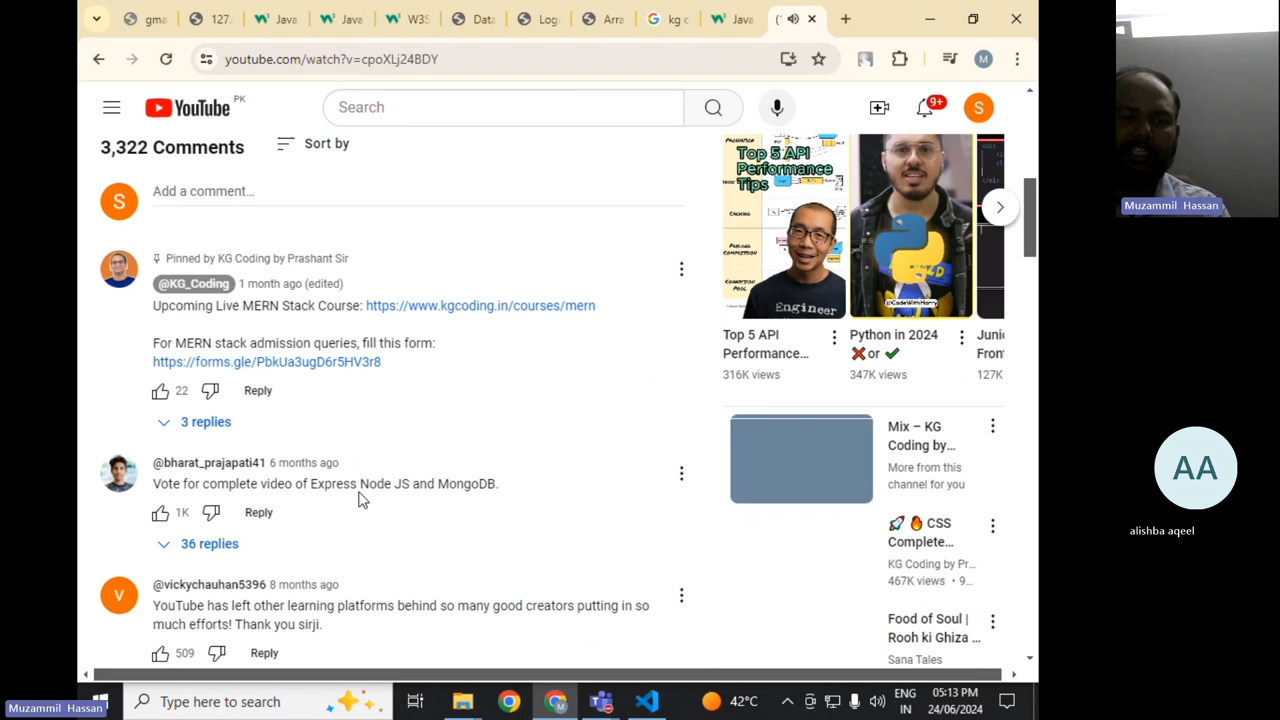 gma
127.
Java
Java
W3S
Data
Logi
Arra
kg c
Java
(
youtube.com/watch?v=cpoXLj24BDY
M
YouTube PK
Search
9+
S
3,322 Comments
Sort by
S
Add a comment...
Pinned by KG Coding by Prashant Sir
@KG_Coding 1 month ago (edited)
Upcoming Live MERN Stack Course: https://www.kgcoding.in/courses/mern
For MERN stack admission queries, fill this form:
https://forms.gle/PbkUa3ugD6r5HV3r8
22 Reply
3 replies
@bharat_prajapati41 6 months ago
Vote for complete video of Express Node JS and MongoDB.
1K Reply
36 replies
V
@vickychauhan5396 8 months ago
YouTube has left other learning platforms behind so many good creators putting in so
much efforts! Thank you sirji.
509 Reply
Top 5 API
Performance
Tips
Engineer
@CodeWithHarry
Top 5 API
Performance...
316K views
Python in 2024
❌or ✔
347K views
Juni
Fron
127K
Mix – KG
Coding by...
More from this
channel for you
🚀🔥 CSS
Complete...
KG Coding by Pr...
467K views • 9...
Food of Soul |
Rooh ki Ghiza ...
Sana Tales
Type here to search
42°C
ENG
IN
05:13 PM
24/06/2024
Muzammil Hassan
Muzammil Hassan
AA
alishba aqeel